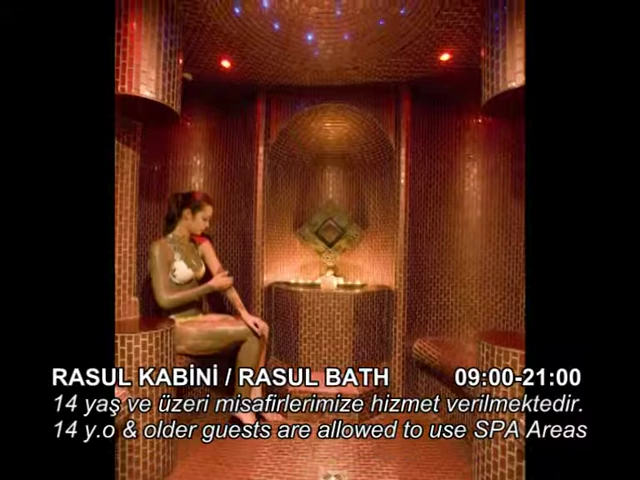 RASUL KABİNİ / RASUL BATH 09:00-21:00
14 yaş ve üzeri misafirlerimize hizmet verilmektedir.
14 y.o & older guests are allowed to use SPA Areas